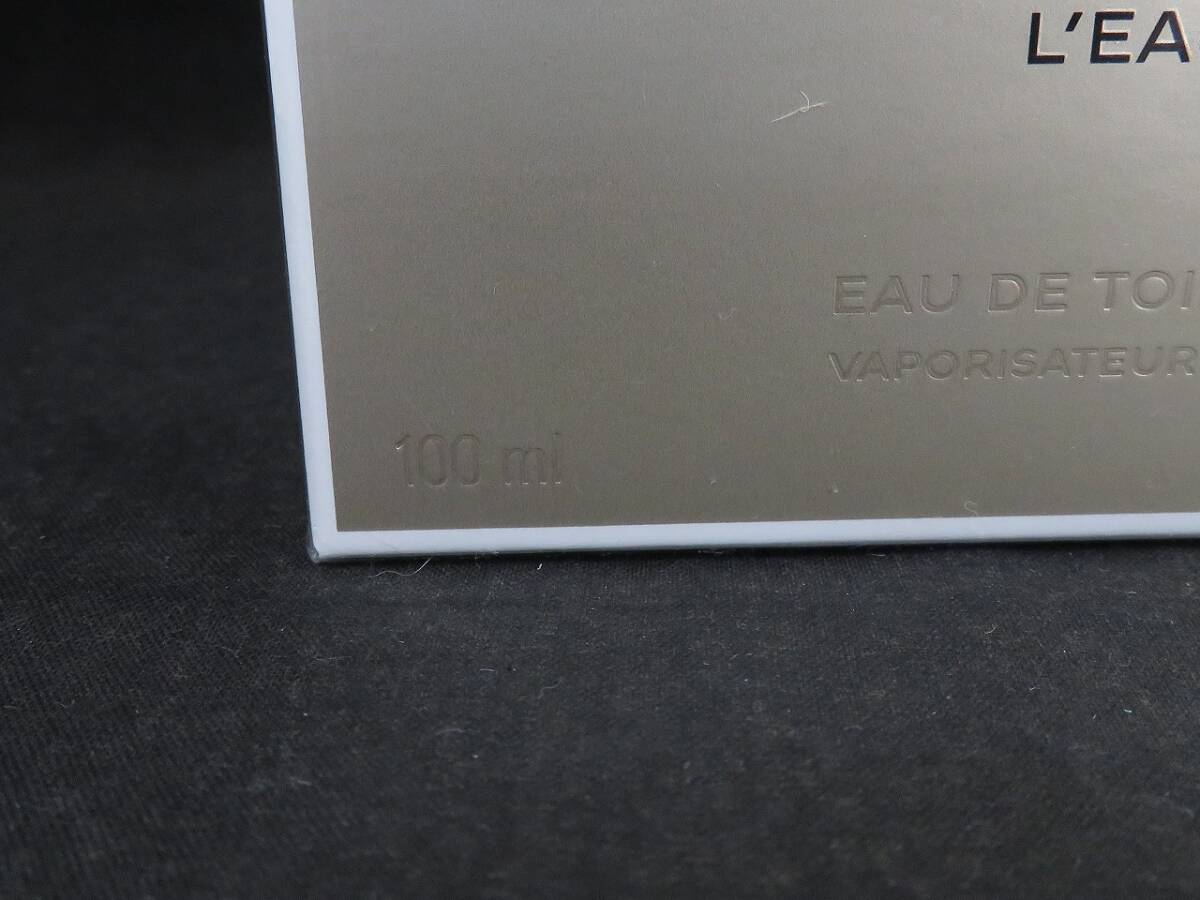 L'EA
EAU DE TOI
VAPORISATEUR
100 ml